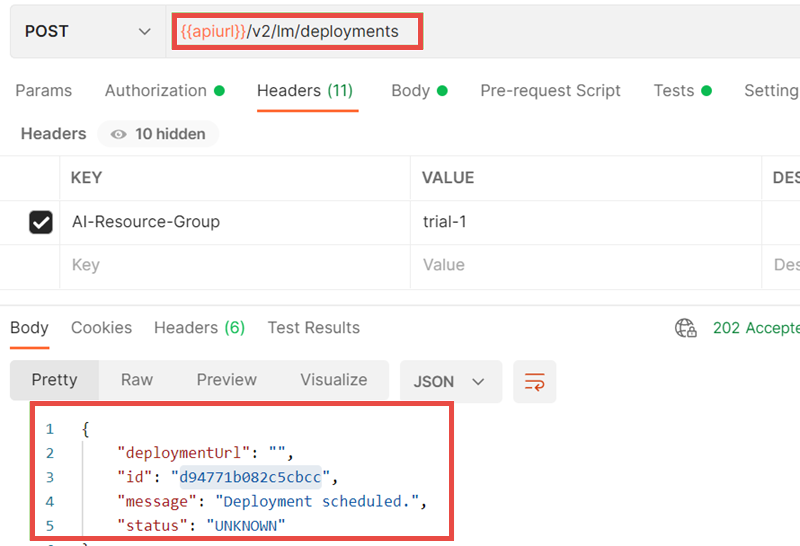 POST {{apiurl}}/v2/lm/deployments
Params Authorization Headers (11) Body Pre-request Script Tests Setting
Headers 10 hidden
KEY VALUE DES
AI-Resource-Group trial-1
Key Value Des
Body Cookies Headers (6) Test Results 202 Accepte
Pretty Raw Preview Visualize JSON
1 {
2 "deploymentUrl": "",
3 "id": "d94771b082c5cbcc",
4 "message": "Deployment scheduled.",
5 "status": "UNKNOWN"